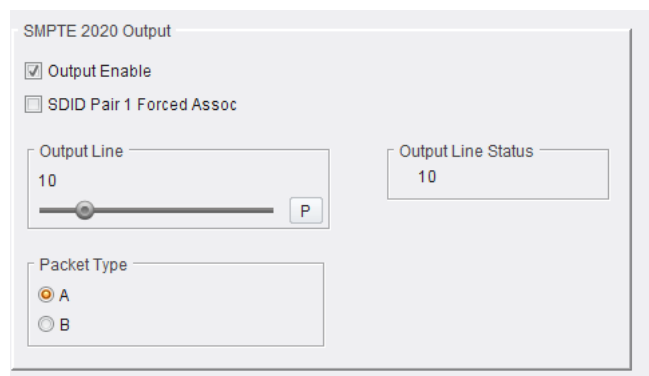 SMPTE 2020 Output
Output Enable
SDID Pair 1 Forced Assoc
Output Line
10
P
Output Line Status
10
Packet Type
A
B